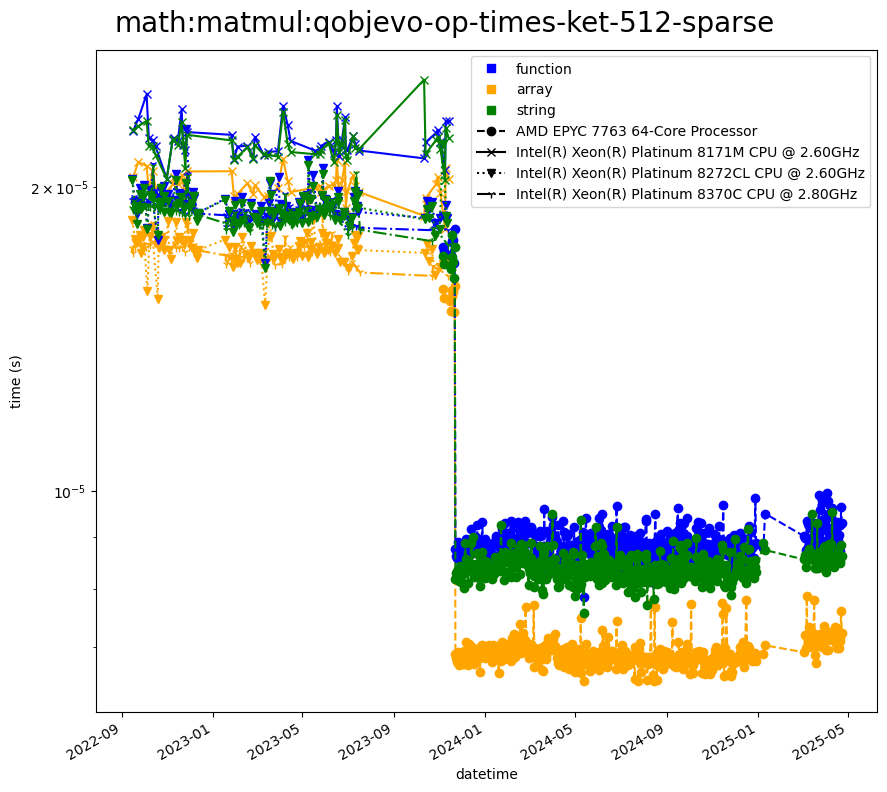 math:matmul:qobjevo-op-times-ket-512-sparse
function
array
string
AMD EPYC 7763 64-Core Processor
Intel(R) Xeon(R) Platinum 8171M CPU @ 2.60GHz
Intel(R) Xeon(R) Platinum 8272CL CPU @ 2.60GHz
Intel(R) Xeon(R) Platinum 8370C CPU @ 2.80GHz
2 × 10⁻⁵
10⁻⁵
time (s)
2022-09
2023-01
2023-05
2023-09
2024-01
2024-05
2024-09
2025-01
2025-05
datetime